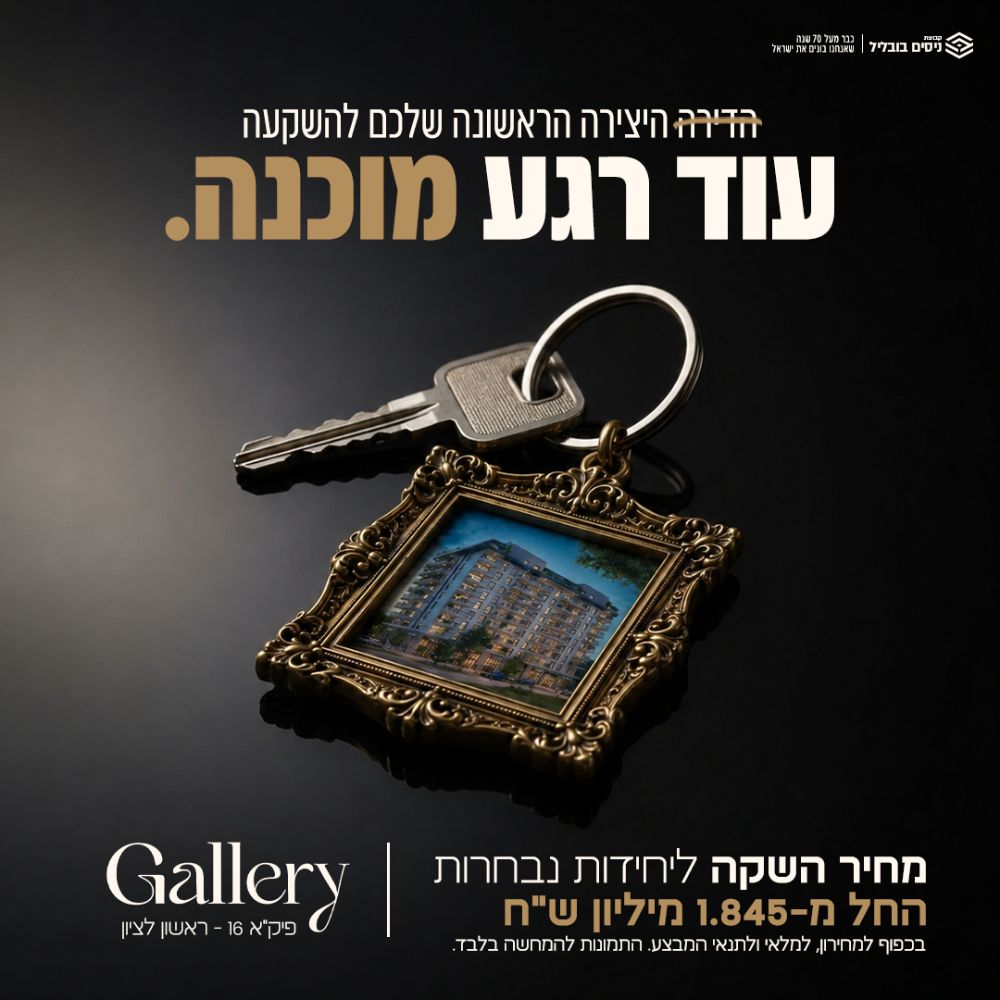 קבוצת
ניסים בובליל
כבר מעל 70 שנה
שאנחנו בונים את ישראל
הדירה היצירה הראשונה שלכם להשקעה
עוד רגע מוכנה.
מחיר השקה ליחידות נבחרות
החל מ-1.845 מיליון ש"ח
בכפוף למחירון, למלאי ולתנאי המבצע. התמונות להמחשה בלבד.
Gallery
פיק"א 16 - ראשון לציון